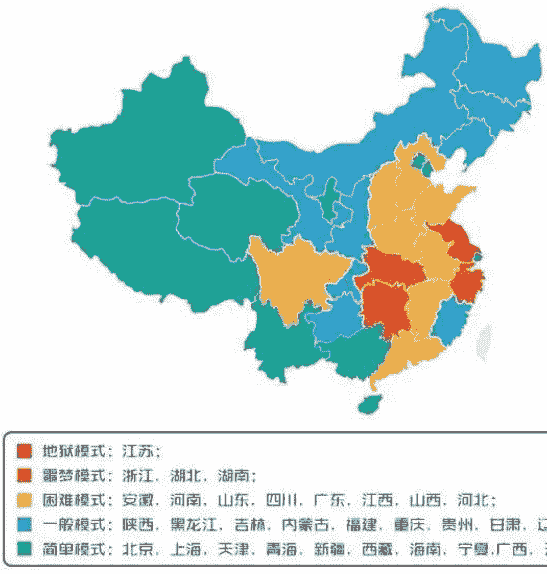 地狱模式：江苏；
噩梦模式：浙江、湖北、湖南；
困难模式：安徽、河南、山东、四川、广东、江西、山西、河北；
一般模式：陕西、黑龙江、吉林、内蒙古、福建、重庆、贵州、甘肃、
简单模式：北京、上海、天津、青海、新疆、西藏、海南、宁夏,广西、